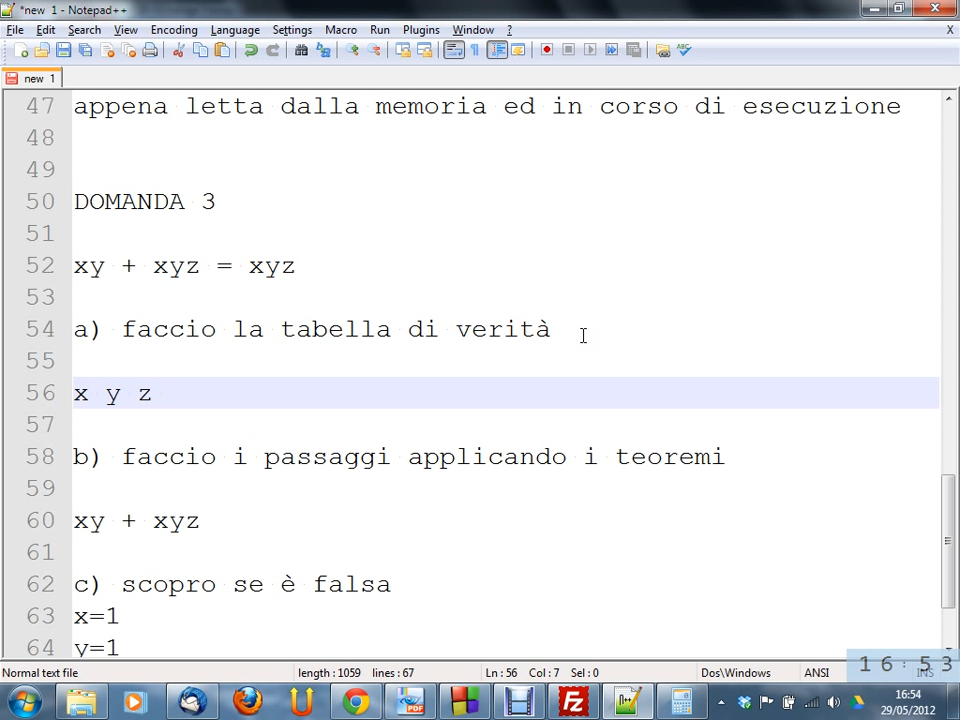 *new 1 - Notepad++
File Edit Search View Encoding Language Settings Macro Run Plugins Window ? X
new 1
47 appena letta dalla memoria ed in corso di esecuzione
48
49
50 DOMANDA 3
51
52 xy + xyz = xyz
53
54 a) faccio la tabella di verità
55
56 x y z
57
58 b) faccio i passaggi applicando i teoremi
59
60 xy + xyz
61
62 c) scopro se è falsa
63 x=1
64 y=1
16:53
Normal text file length : 1059 lines : 67 Ln : 56 Col : 7 Sel : 0 Dos\Windows ANSI INS
16:54
29/05/2012